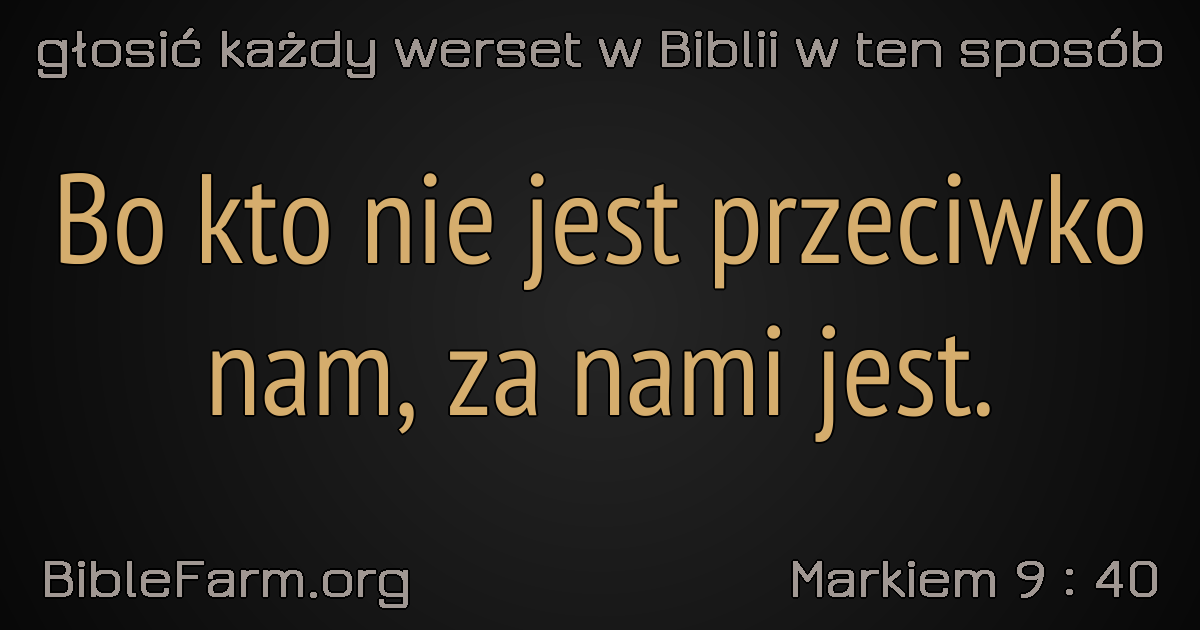 głosić każdy werset w Biblii w ten sposób
Bo kto nie jest przeciwko
nam, za nami jest.
BibleFarm.org
Markiem 9 : 40